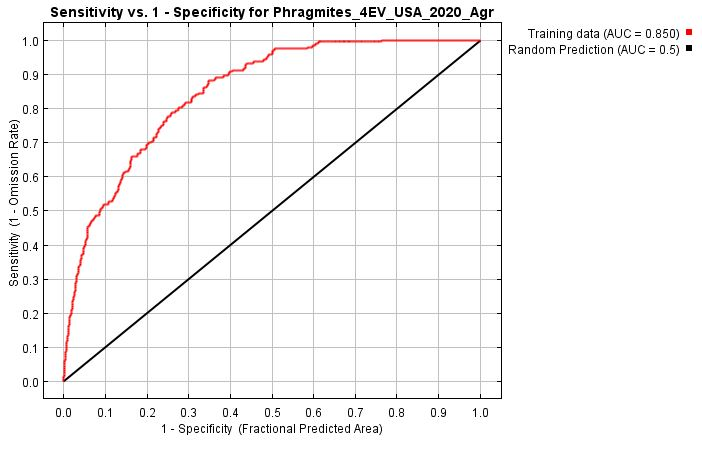 Sensitivity vs. 1 - Specificity for Phragmites_4EV_USA_2020_Agr
Training data (AUC = 0.850)
Random Prediction (AUC = 0.5)
Sensitivity (1 - Omission Rate)
1.0
0.9
0.8
0.7
0.6
0.5
0.4
0.3
0.2
0.1
0.0
0.0 0.1 0.2 0.3 0.4 0.5 0.6 0.7 0.8 0.9 1.0
1 - Specificity (Fractional Predicted Area)